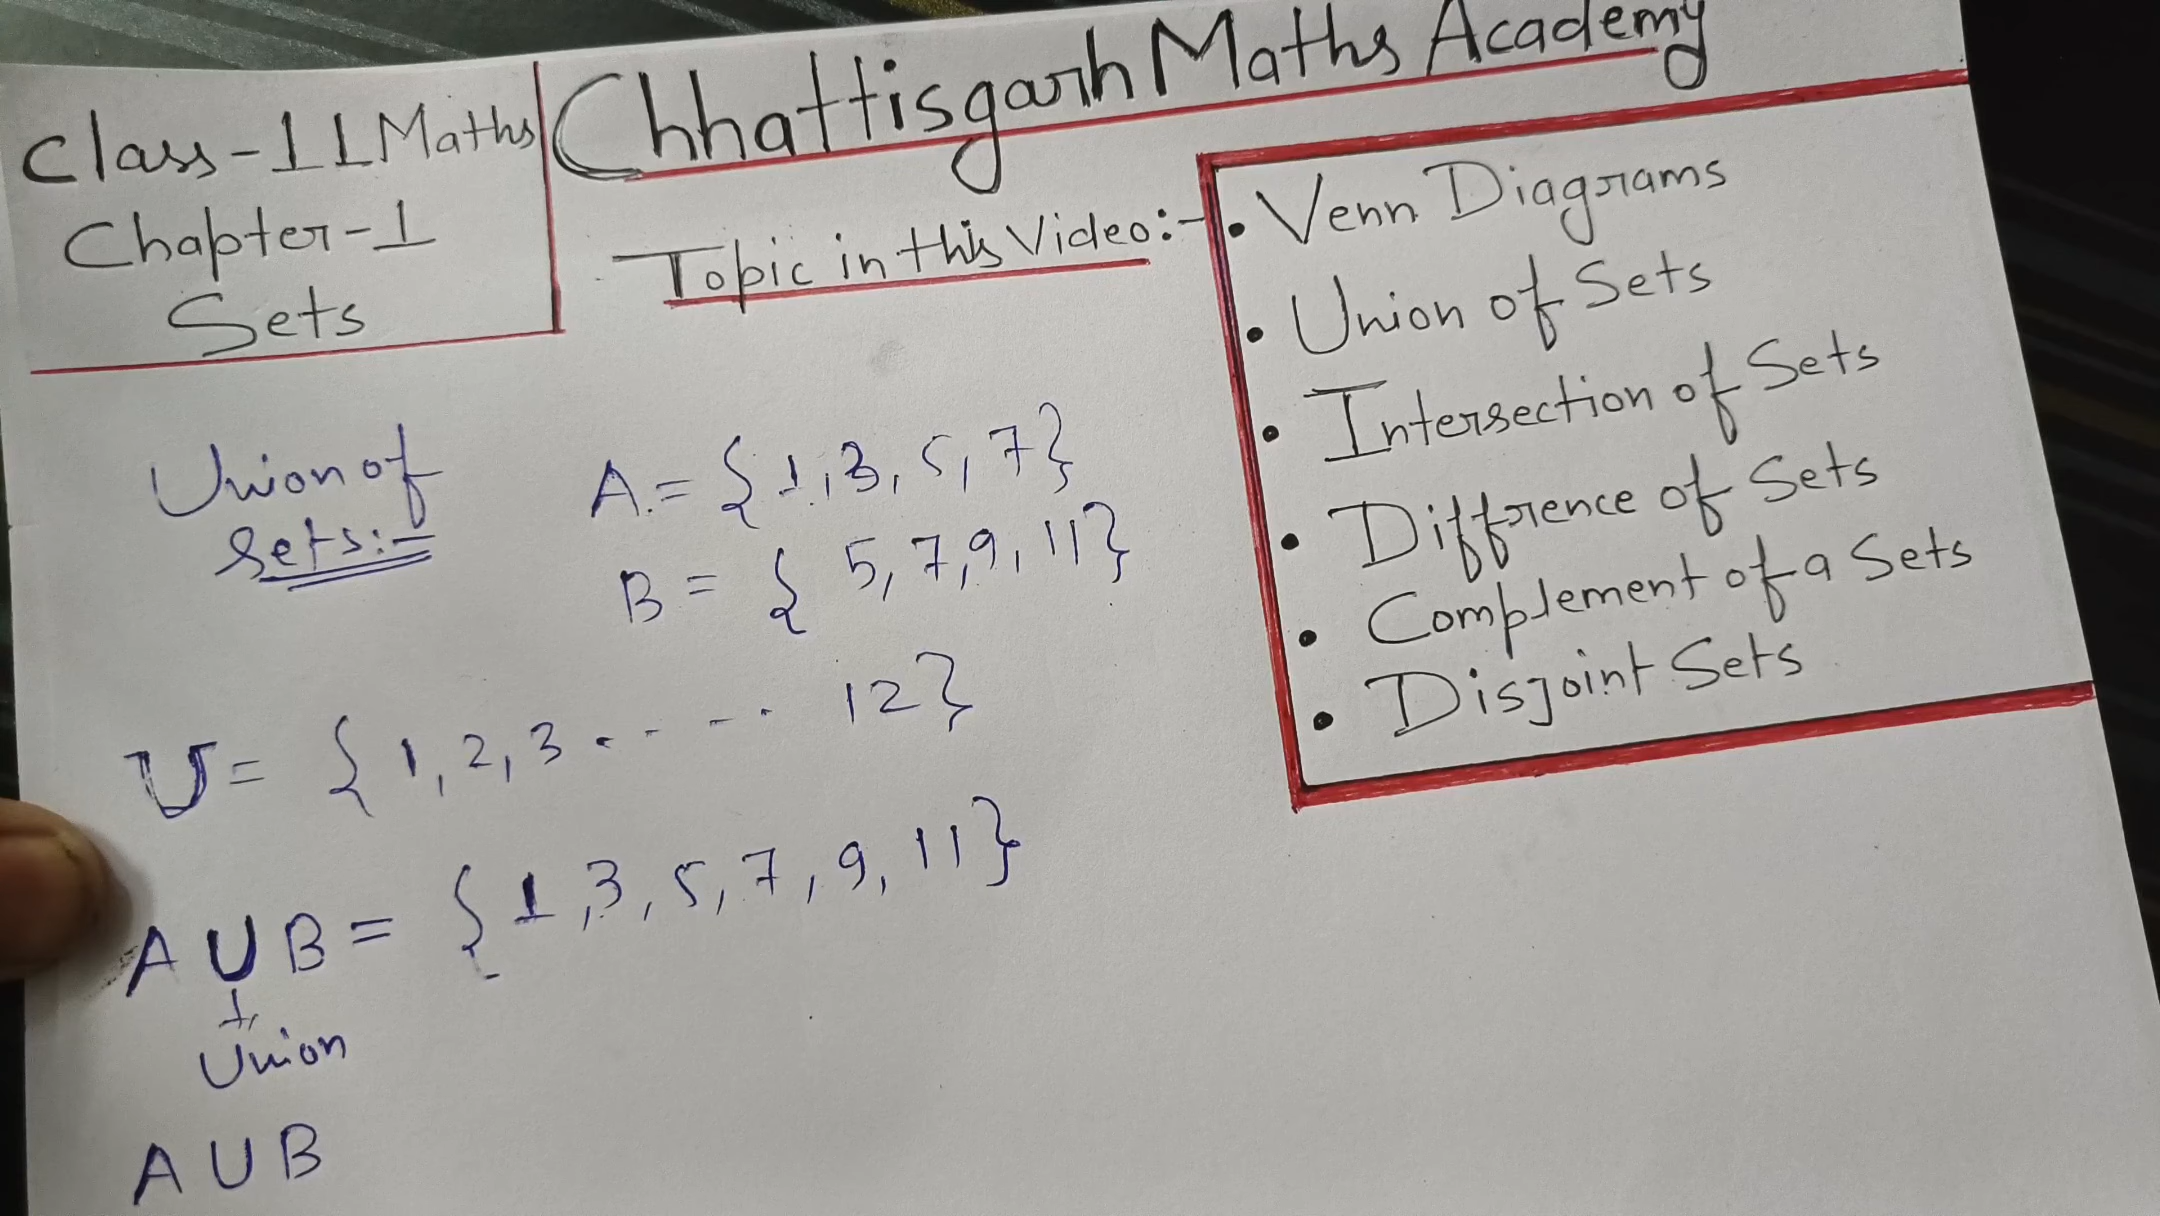 Class-11 Maths
Chapter-1
Sets
Chhattisgarh Maths Academy
Topic in this Video:-
• Venn Diagrams
• Union of Sets
• Intersection of Sets
• Diffrence of Sets
• Complement of a Sets
• Disjoint Sets
Union of
Sets:-
A = {1,3,5,7}
B = {5,7,9,11}
U = {1,2,3 . . . . . 12}
A U B = {1,3,5,7,9,11}
Union
A U B